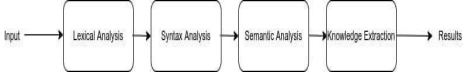 Input
Lexical Analysis
Syntax Analysis
Semantic Analysis
Knowledge Extraction
Results